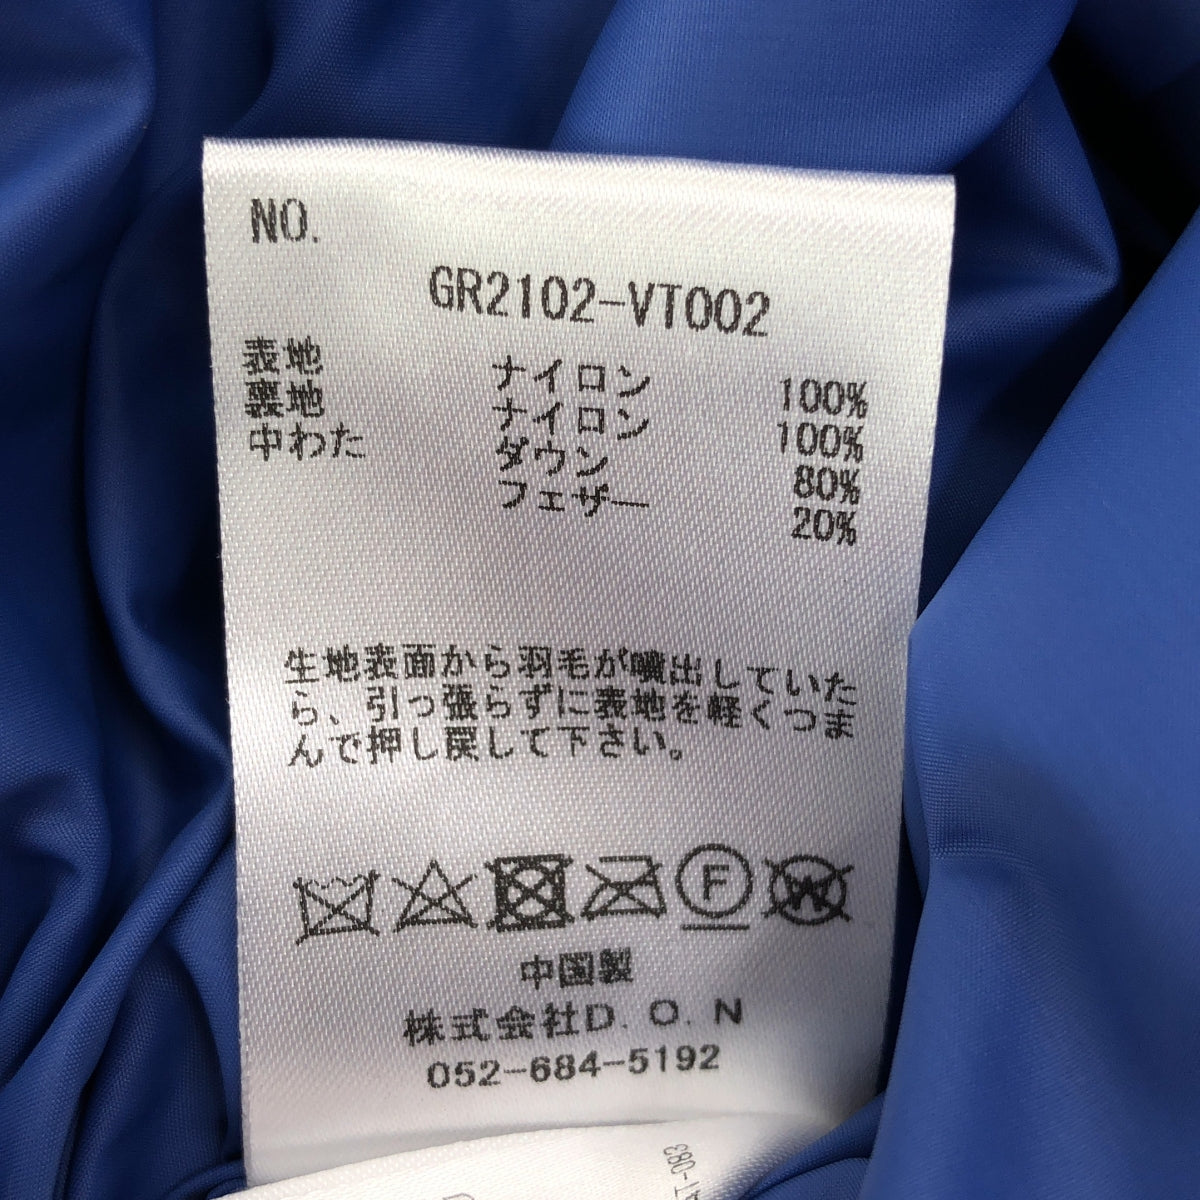 NO.
GR2102-VT002
表地 ナイロン 100%
裏地 ナイロン 100%
中わた ダウン 80%
フェザー 20%
生地表面から羽毛が噴出していた
ら、引っ張らずに表地を軽くつま
んで押し戻して下さい。
F W
中国製
株式会社D.O.N
052-684-5192